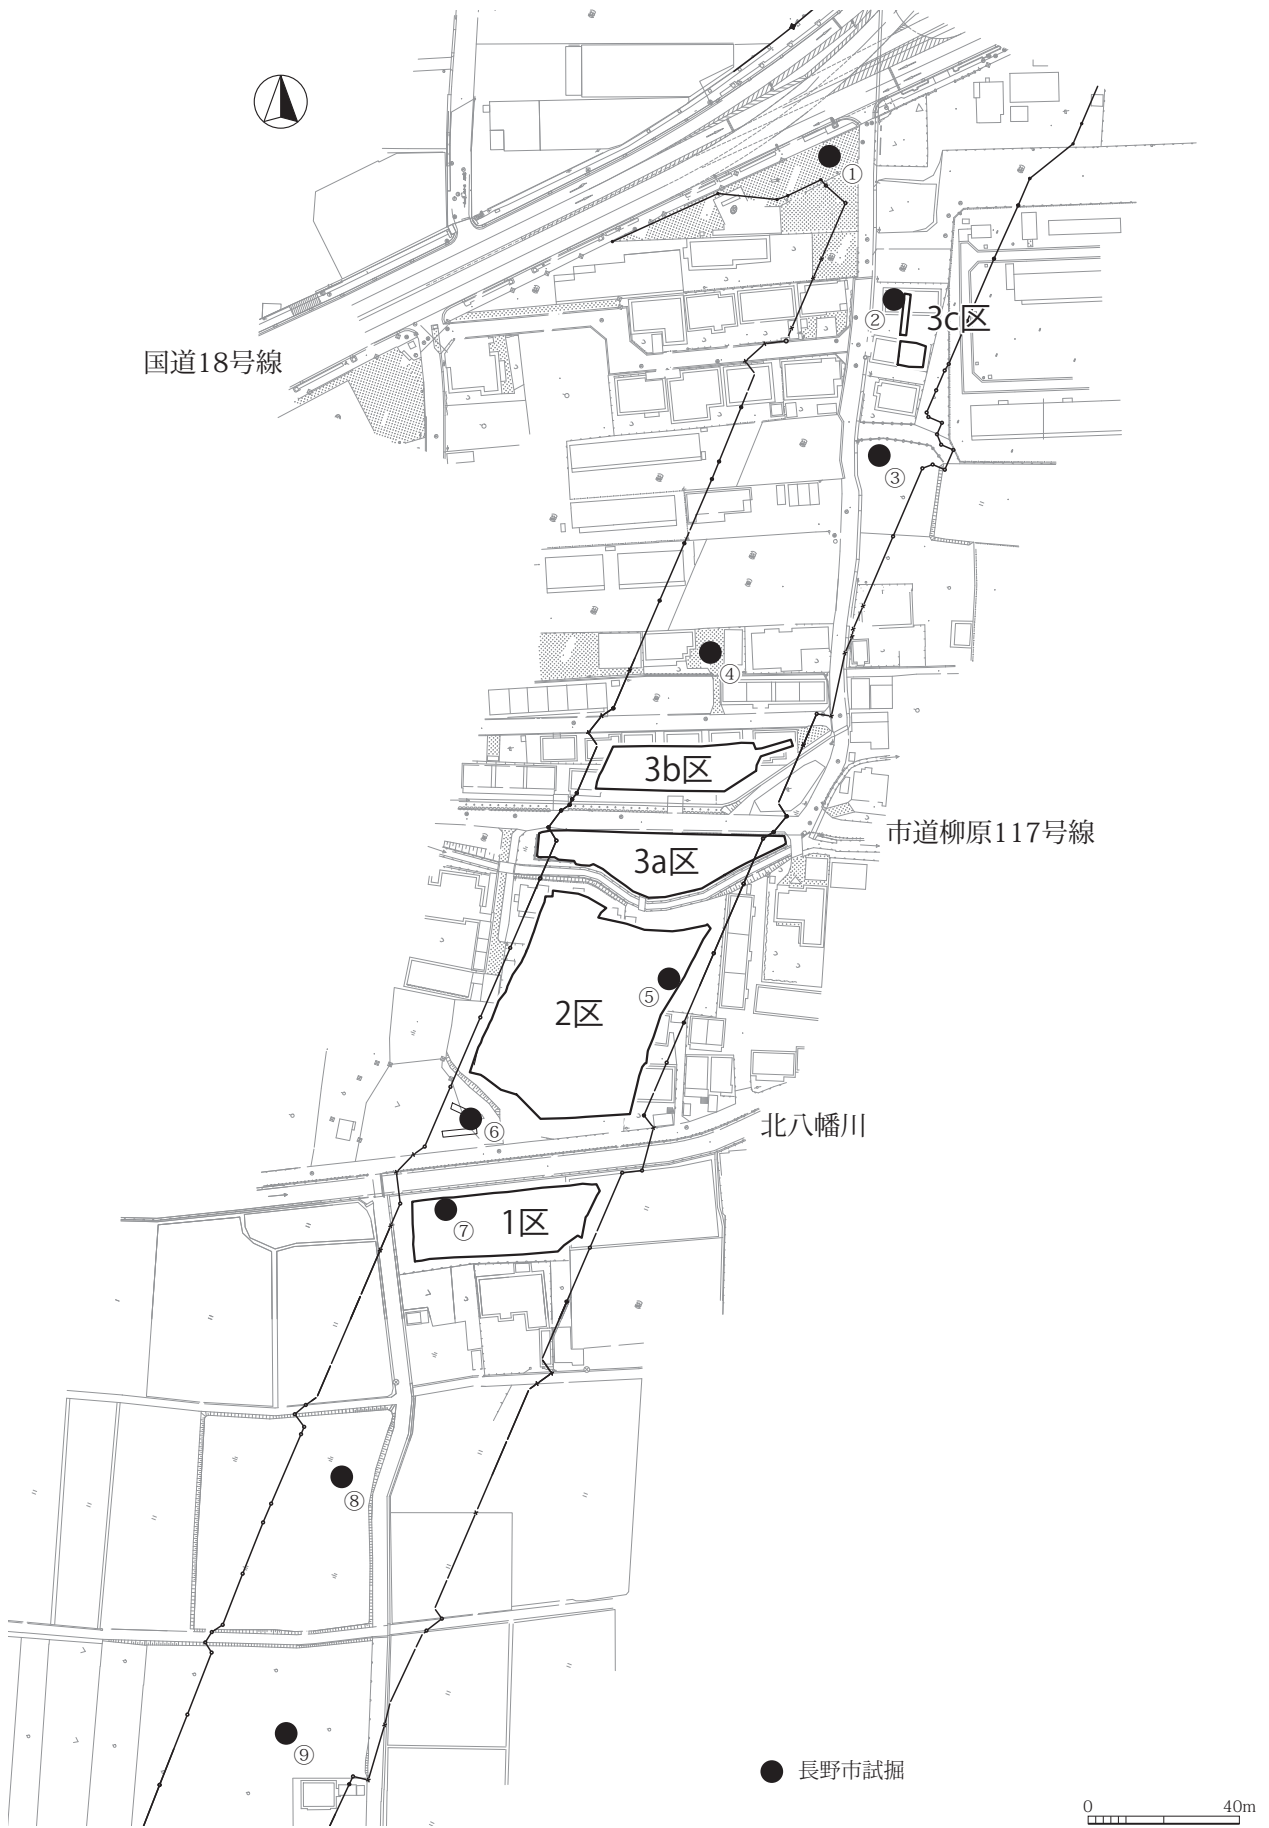 ①
②
3c区
国道18号線
③
④
3b区
市道柳原117号線
3a区
⑤
2区
⑥
北八幡川
⑦
1区
⑧
⑨
長野市試掘
0 40m